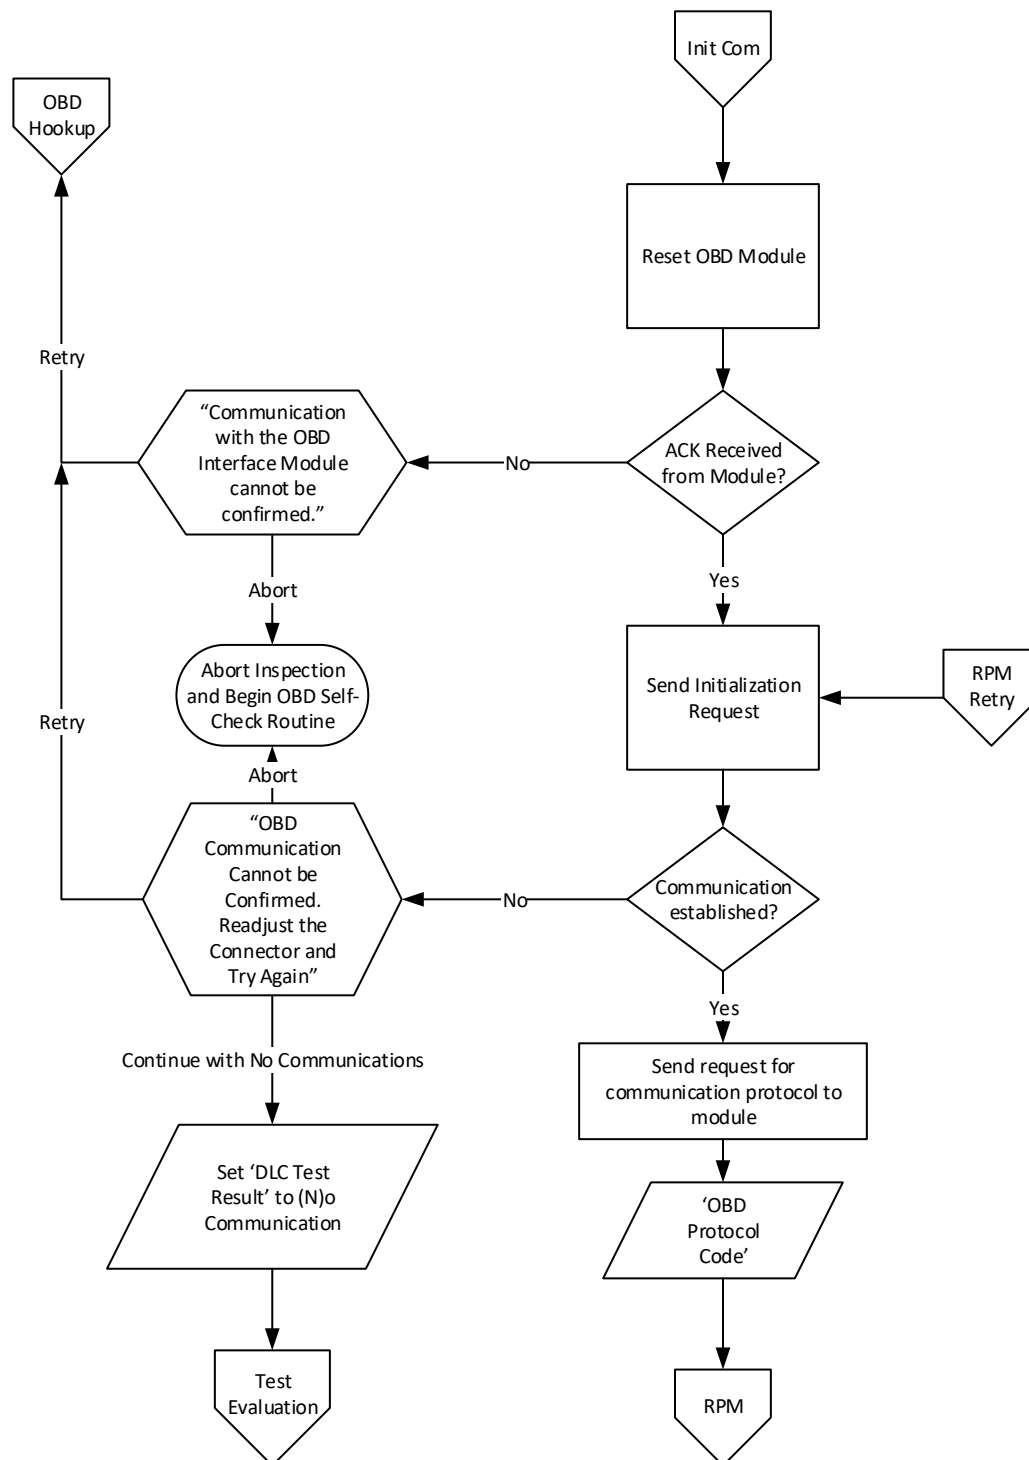 Init Com
OBD
Hookup
Reset OBD Module
Retry
“Communication
with the OBD
Interface Module
cannot be
confirmed.”
No
ACK Received
from Module?
Abort
Yes
Abort Inspection
and Begin OBD Self-
Check Routine
Send Initialization
Request
RPM
Retry
Retry
Abort
“OBD
Communication
Cannot be
Confirmed.
Readjust the
Connector and
Try Again”
No
Communication
established?
Yes
Continue with No Communications
Send request for
communication protocol to
module
Set ‘DLC Test
Result’ to (N)o
Communication
‘OBD
Protocol
Code’
Test
Evaluation
RPM